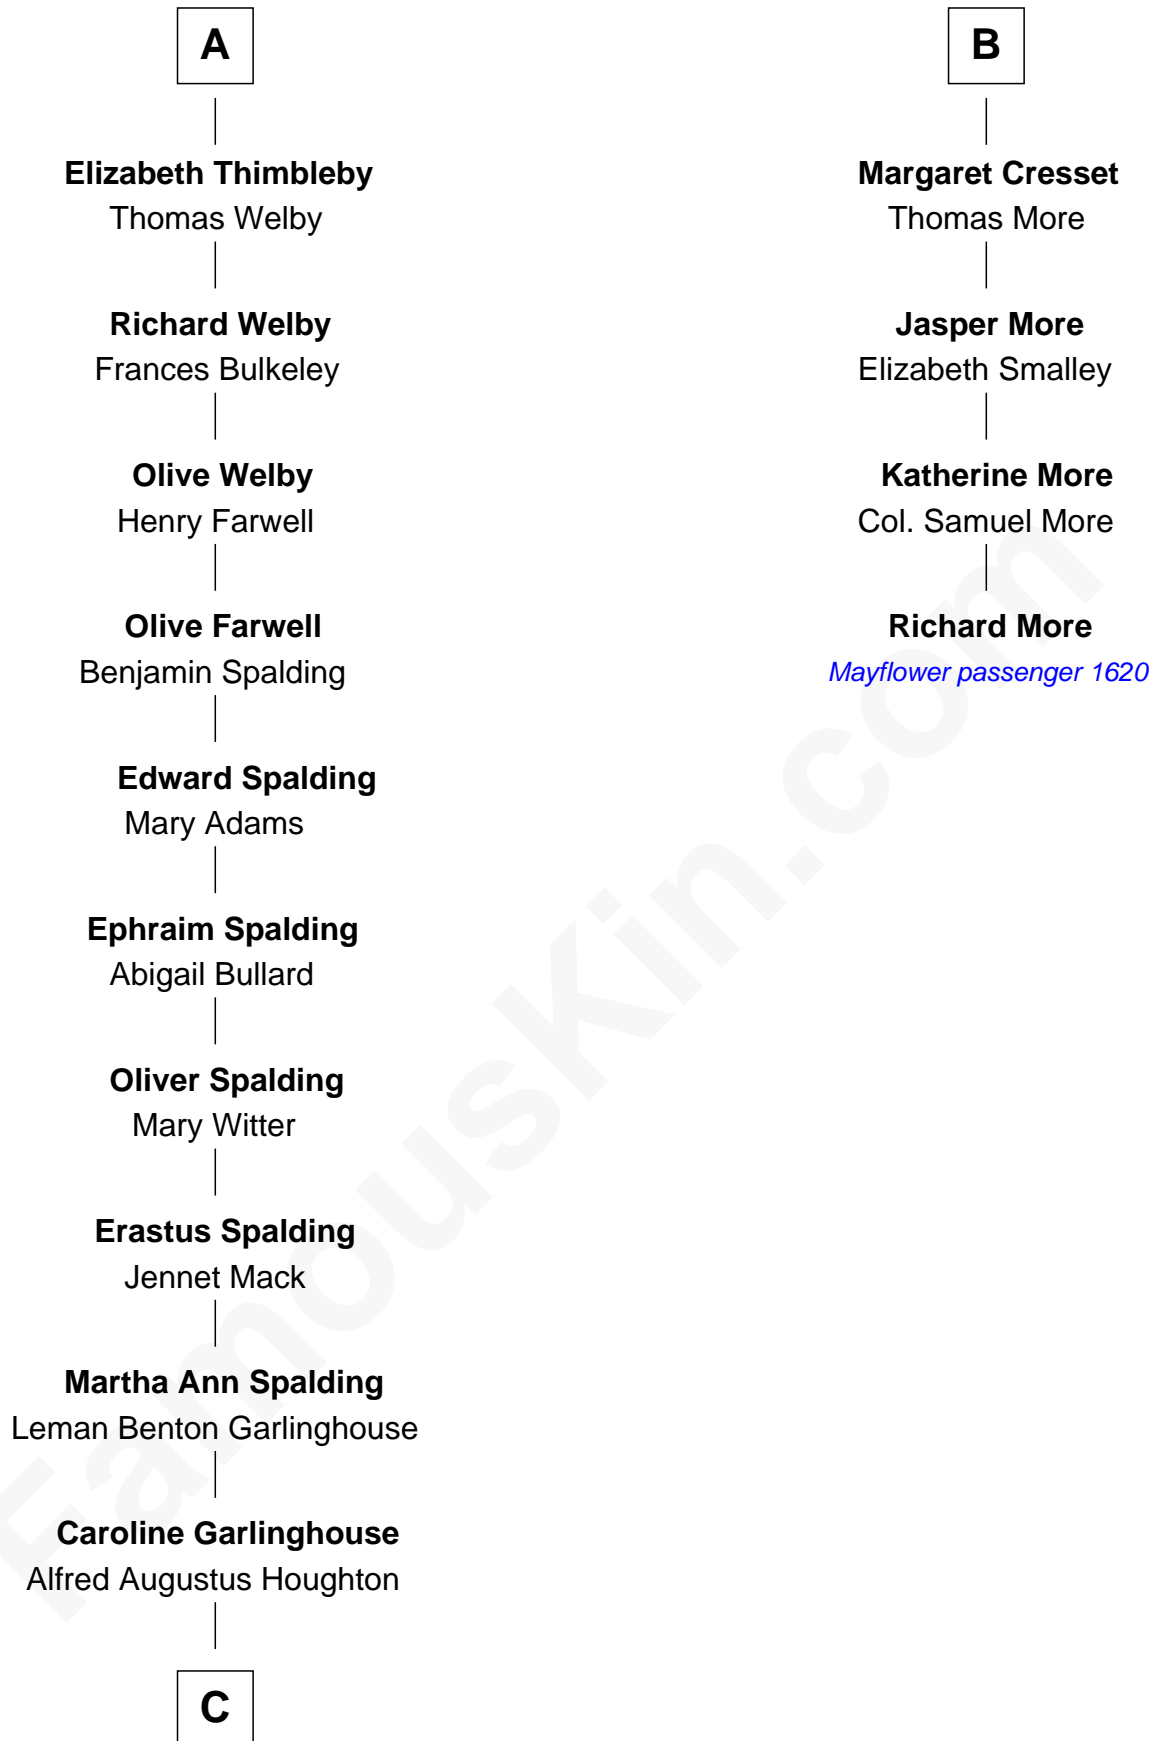 A
Elizabeth Thimbleby
Thomas Welby
Richard Welby
Frances Bulkeley
Olive Welby
Henry Farwell
Olive Farwell
Benjamin Spalding
Edward Spalding
Mary Adams
Ephraim Spalding
Abigail Bullard
Oliver Spalding
Mary Witter
Erastus Spalding
Jennet Mack
Martha Ann Spalding
Leman Benton Garlinghouse
Caroline Garlinghouse
Alfred Augustus Houghton
C
B
Margaret Cresset
Thomas More
Jasper More
Elizabeth Smalley
Katherine More
Col. Samuel More
Richard More
Mayflower passenger 1620
FamousKin.com